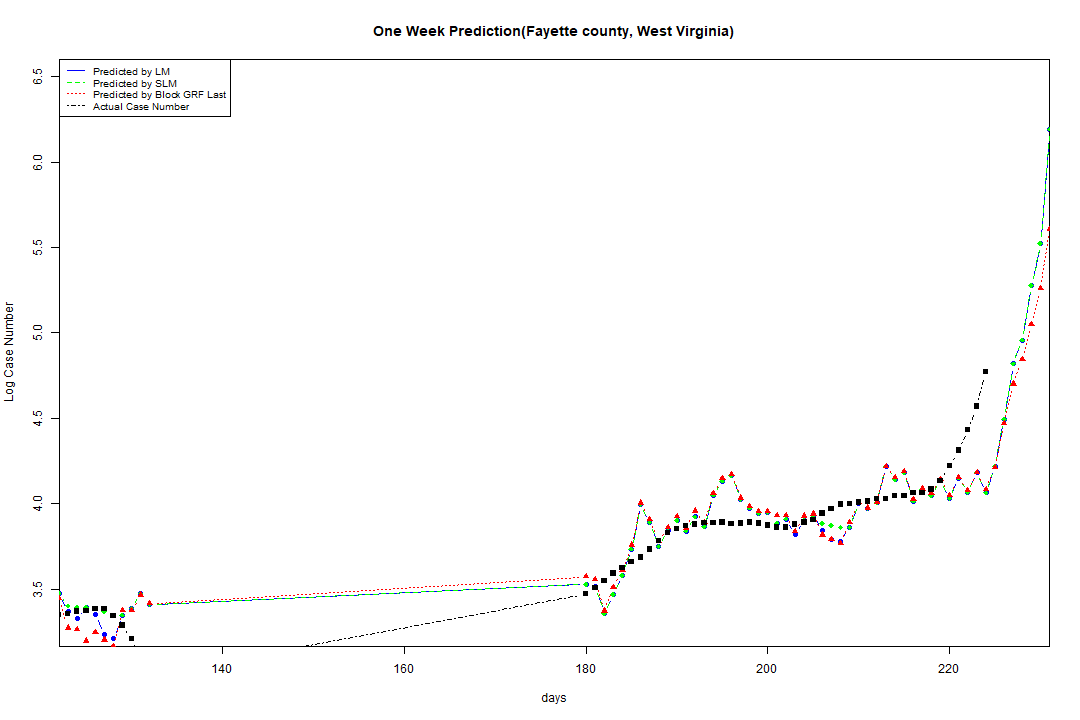 One Week Prediction(Fayette county, West Virginia)
Predicted by LM
Predicted by SLM
Predicted by Block GRF Last
Actual Case Number
6.5
6.0
5.5
5.0
4.5
4.0
3.5
Log Case Number
140 160 180 200 220
days